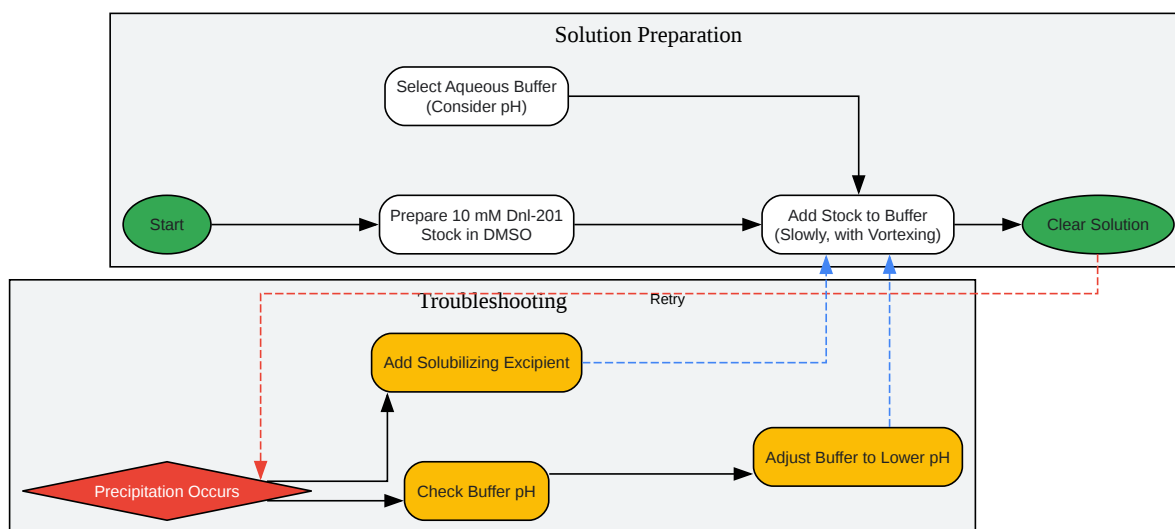 Solution Preparation
Select Aqueous Buffer
(Consider pH)
Start
Prepare 10 mM Dnl-201
Stock in DMSO
Add Stock to Buffer
(Slowly, with Vortexing)
Clear Solution
Troubleshooting
Retry
Add Solubilizing Excipient
Adjust Buffer to Lower pH
Precipitation Occurs
Check Buffer pH